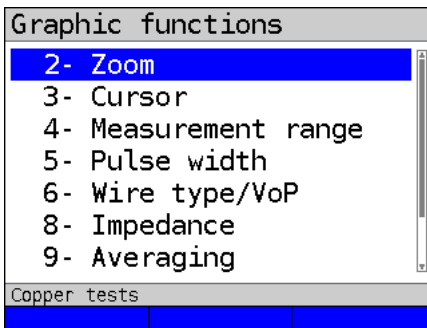 Graphic functions
2- Zoom
3- Cursor
4- Measurement range
5- Pulse width
6- Wire type/VoP
8- Impedance
9- Averaging
Copper tests